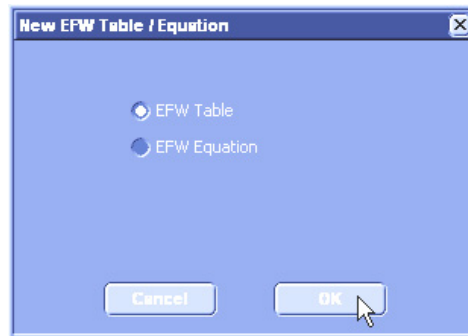 New EFW Table / Equation
EFW Table
EFW Equation
Cancel
OK